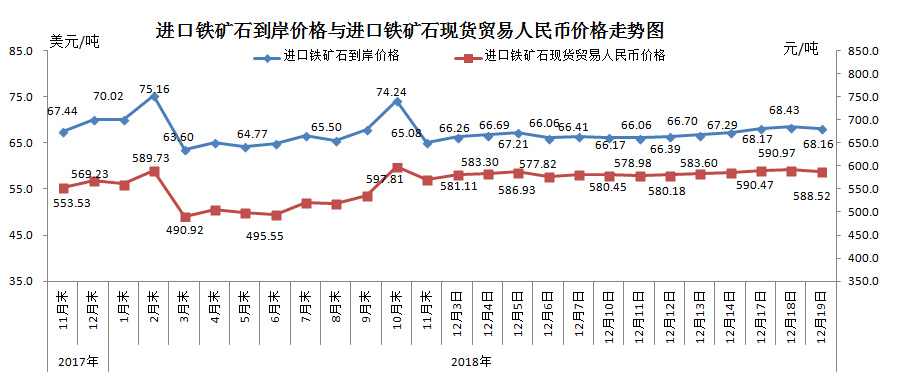 进口铁矿石到岸价格与进口铁矿石现货贸易人民币价格走势图
美元/吨
元/吨
进口铁矿石到岸价格
进口铁矿石现货贸易人民币价格
85.0
75.0
65.0
55.0
45.0
35.0
850.0
800.0
750.0
700.0
650.0
600.0
550.0
500.0
450.0
400.0
350.0
67.44
70.02
75.16
63.60
64.77
65.50
74.24
65.08
66.26
66.69
67.21
66.06
66.41
66.17
66.06
66.39
66.70
67.29
68.17
68.43
68.16
553.53
569.23
589.73
490.92
495.55
597.81
581.11
583.30
586.93
577.82
580.45
578.98
580.18
583.60
590.47
590.97
588.52
11月末
12月末
1月末
2月末
3月末
4月末
5月末
6月末
7月末
8月末
9月末
10月末
11月末
12月3日
12月4日
12月5日
12月6日
12月7日
12月10日
12月11日
12月12日
12月13日
12月14日
12月17日
12月18日
12月19日
2017年
2018年